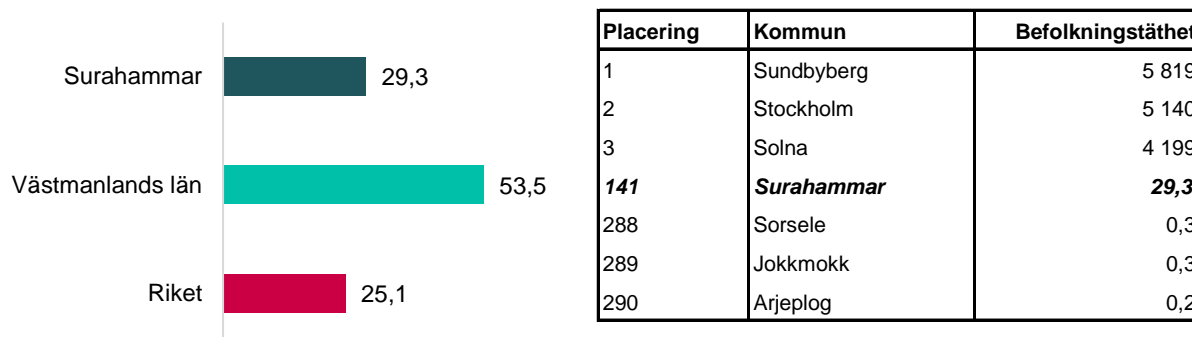 Surahammar 29,3
Västmanlands län 53,5
Riket 25,1
Placering Kommun Befolkningstäthet
1 Sundbyberg 5 819
2 Stockholm 5 140
3 Solna 4 199
141 Surahammar 29,3
288 Sorsele 0,3
289 Jokkmokk 0,3
290 Arjeplog 0,2